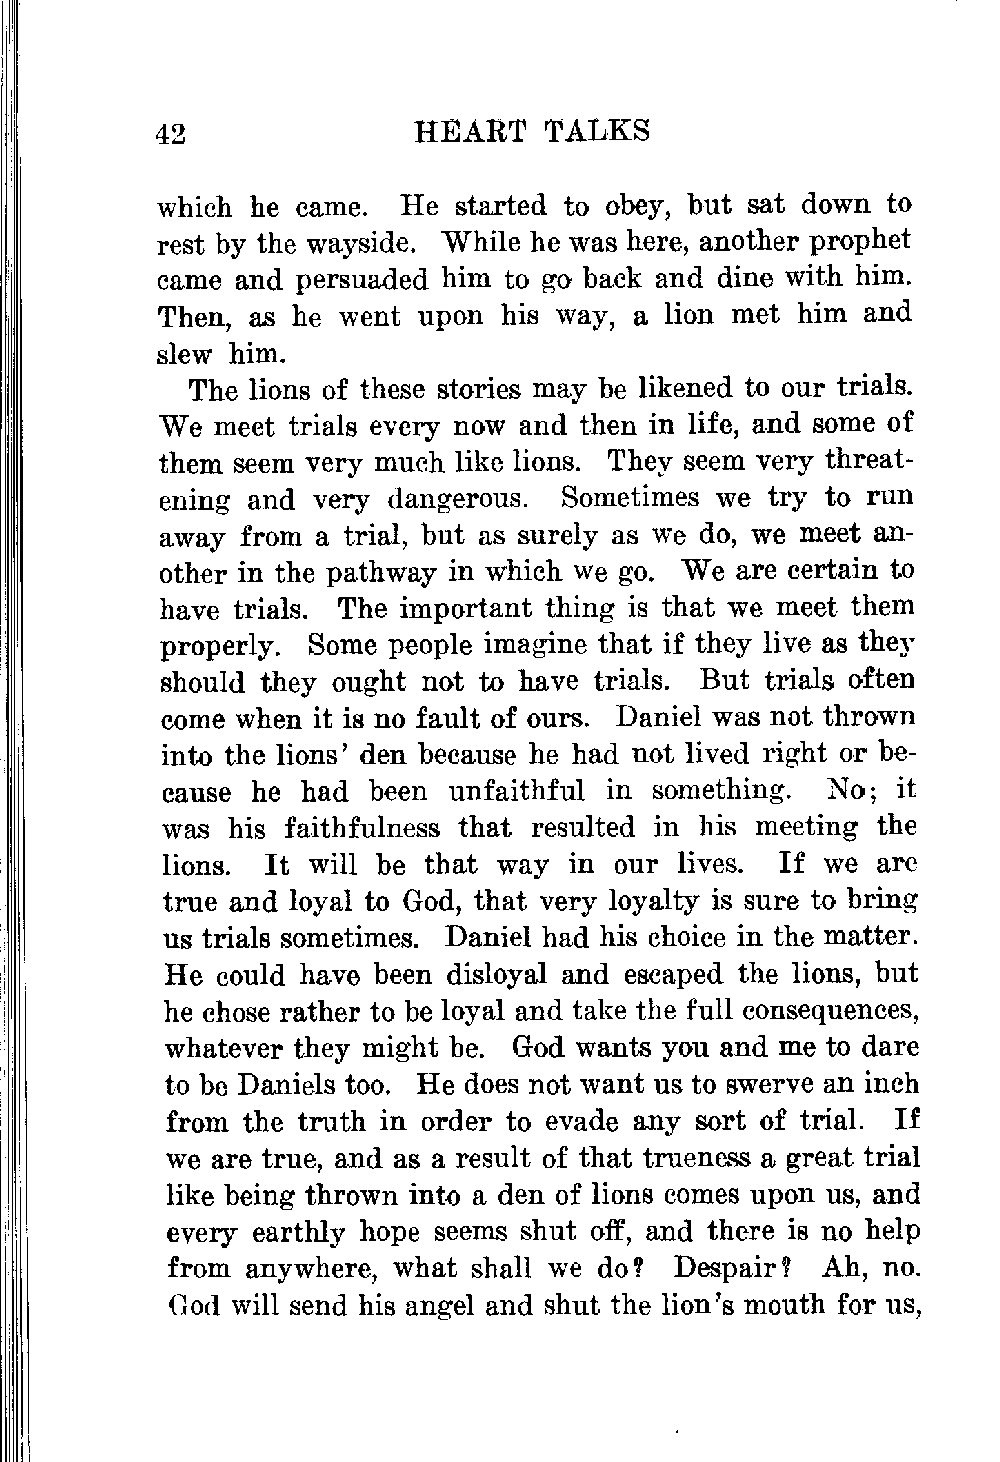 42 HEART TALKS
which he came. He started to obey, but sat down to
rest by the wayside. While he was here, another prophet
came and persuaded him to go back and dine with him.
Then, as he went upon his way, a lion met him and
slew him.
The lions of these stories may be likened to our trials.
We meet trials every now and then in life, and some of
them seem very much like lions. They seem very threat-
ening and very dangerous. Sometimes we try to run
away from a trial, but as surely as we do, we meet an-
other in the pathway in which we go. We are certain to
have trials. The important thing is that we meet them
properly. Some people imagine that if they live as they
should they ought not to have trials. But trials often
come when it is no fault of ours. Daniel was not thrown
into the lions' den because he had not lived right or be-
cause he had been unfaithful in something. No; it
was his faithfulness that resulted in his meeting the
lions. It will be that way in our lives. If we are
true and loyal to God, that very loyalty is sure to bring
us trials sometimes. Daniel had his choice in the matter.
He could have been disloyal and escaped the lions, but
he chose rather to be loyal and take the full consequences,
whatever they might be. God wants you and me to dare
to be Daniels too. He does not want us to swerve an inch
from the truth in order to evade any sort of trial. If
we are true, and as a result of that trueness a great trial
like being thrown into a den of lions comes upon us, and
every earthly hope seems shut off, and there is no help
from anywhere, what shall we do? Despair? Ah, no.
God will send his angel and shut the lion's mouth for us,